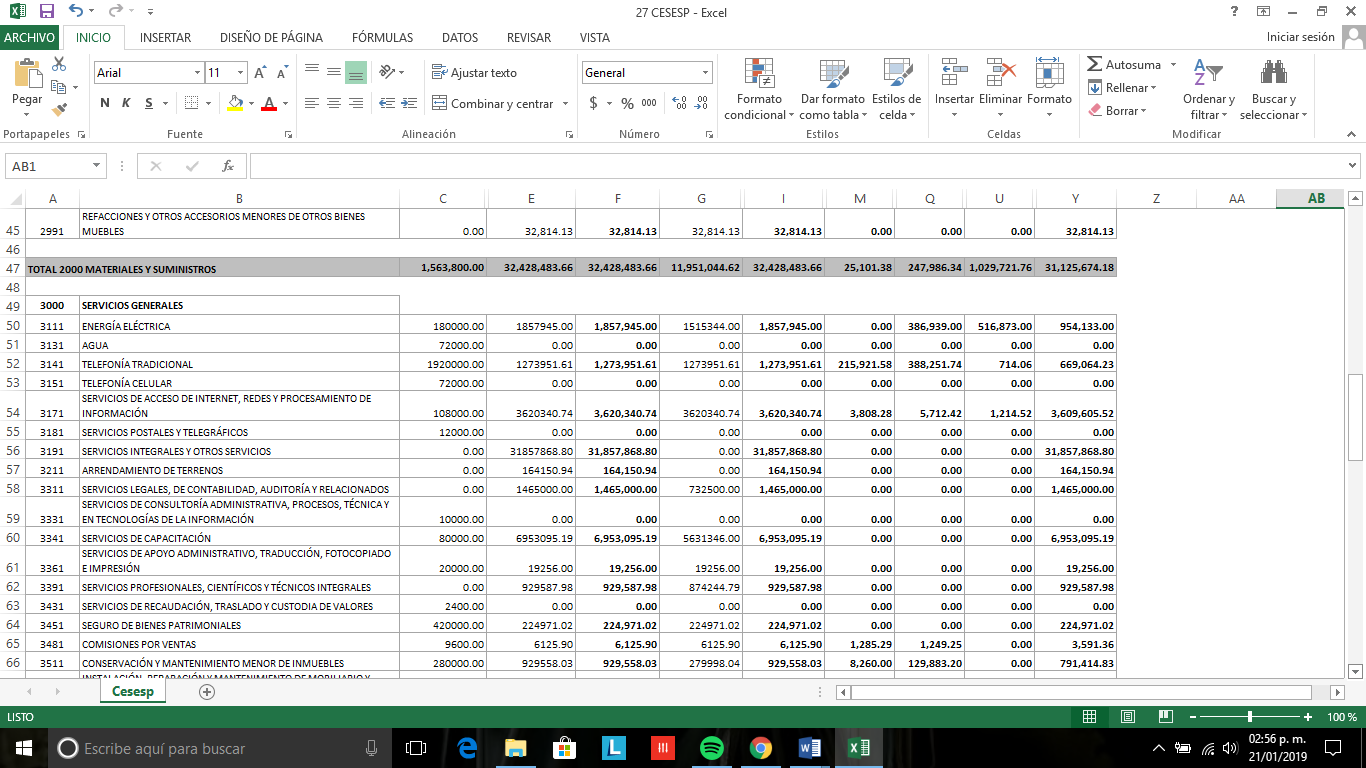 27 CESESP - Excel
ARCHIVO INICIO INSERTAR DISEÑO DE PÁGINA FÓRMULAS DATOS REVISAR VISTA Iniciar sesión
Pegar Arial 11 Ajustar texto General Formato condicional Dar formato como tabla Estilos de celda Insertar Eliminar Formato Autosuma Rellenar Borrar Ordenar y filtrar Buscar y seleccionar
N K S Combinar y centrar $ % 000
Portapapeles Fuente Alineación Número Estilos Celdas Modificar
AB1 fx
A B C E F G I M Q U Y Z AA AB
REFACCIONES Y OTROS ACCESORIOS MENORES DE OTROS BIENES
45 2991 MUEBLES 0.00 32,814.13 32,814.13 0.00 32,814.13 0.00 0.00 0.00 32,814.13
46
47 TOTAL 2000 MATERIALES Y SUMINISTROS 1,563,800.00 32,428,483.66 32,428,483.66 11,951,044.62 32,428,483.66 25,101.38 247,986.34 1,029,721.76 31,125,674.18
48
49 3000 SERVICIOS GENERALES
50 3111 ENERGÍA ELÉCTRICA 180000.00 1857945.00 1,857,945.00 1515344.00 1,857,945.00 0.00 386,939.00 516,873.00 954,133.00
51 3131 AGUA 72000.00 0.00 0.00 0.00 0.00 0.00 0.00 0.00 0.00
52 3141 TELEFONÍA TRADICIONAL 1920000.00 1273951.61 1,273,951.61 1273951.61 1,273,951.61 215,921.58 388,251.74 714.06 669,064.23
53 3151 TELEFONÍA CELULAR 72000.00 0.00 0.00 0.00 0.00 0.00 0.00 0.00 0.00
SERVICIOS DE ACCESO DE INTERNET, REDES Y PROCESAMIENTO DE
54 3171 INFORMACIÓN 108000.00 3620340.74 3,620,340.74 3620340.74 3,620,340.74 3,808.28 5,712.42 1,214.52 3,609,605.52
55 3181 SERVICIOS POSTALES Y TELEGRÁFICOS 12000.00 0.00 0.00 0.00 0.00 0.00 0.00 0.00 0.00
56 3191 SERVICIOS INTEGRALES Y OTROS SERVICIOS 0.00 31857868.80 31,857,868.80 0.00 31,857,868.80 0.00 0.00 0.00 31,857,868.80
57 3211 ARRENDAMIENTO DE TERRENOS 0.00 164150.94 164,150.94 0.00 164,150.94 0.00 0.00 0.00 164,150.94
58 3311 SERVICIOS LEGALES, DE CONTABILIDAD, AUDITORÍA Y RELACIONADOS 0.00 1465000.00 1,465,000.00 732500.00 1,465,000.00 0.00 0.00 0.00 1,465,000.00
SERVICIOS DE CONSULTORÍA ADMINISTRATIVA, PROCESOS, TÉCNICA Y
59 3331 EN TECNOLOGÍAS DE LA INFORMACIÓN 10000.00 0.00 0.00 0.00 0.00 0.00 0.00 0.00 0.00
60 3341 SERVICIOS DE CAPACITACIÓN 80000.00 6953095.19 6,953,095.19 5631346.00 6,953,095.19 0.00 0.00 0.00 6,953,095.19
SERVICIOS DE APOYO ADMINISTRATIVO, TRADUCCIÓN, FOTOCOPIADO
61 3361 E IMPRESIÓN 20000.00 19256.00 19,256.00 19256.00 19,256.00 0.00 0.00 0.00 19,256.00
62 3391 SERVICIOS PROFESIONALES, CIENTÍFICOS Y TÉCNICOS INTEGRALES 0.00 929587.98 929,587.98 874244.79 929,587.98 0.00 0.00 0.00 929,587.98
63 3431 SERVICIOS DE RECAUDACIÓN, TRASLADO Y CUSTODIA DE VALORES 2400.00 0.00 0.00 0.00 0.00 0.00 0.00 0.00 0.00
64 3451 SEGURO DE BIENES PATRIMONIALES 420000.00 224971.02 224,971.02 224971.02 224,971.02 0.00 0.00 0.00 224,971.02
65 3481 COMISIONES POR VENTAS 9600.00 6125.90 6,125.90 6125.90 6,125.90 1,285.29 1,249.25 0.00 3,591.36
66 3511 CONSERVACIÓN Y MANTENIMIENTO MENOR DE INMUEBLES 280000.00 929558.03 929,558.03 279998.04 929,558.03 8,260.00 129,883.20 0.00 791,414.83
INSTALACIÓN, REPARACIÓN Y MANTENIMIENTO DE MOBILIARIO Y
Cesesp
LISTO 100 %
Escribe aquí para buscar 02:56 p. m.
21/01/2019